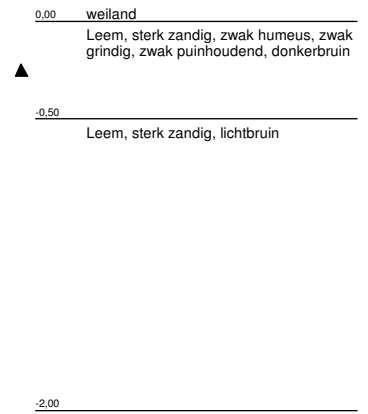 0,00 weiland
Leem, sterk zandig, zwak humeus, zwak
grindig, zwak puinhoudend, donkerbruin
-0,50
Leem, sterk zandig, lichtbruin
-2,00